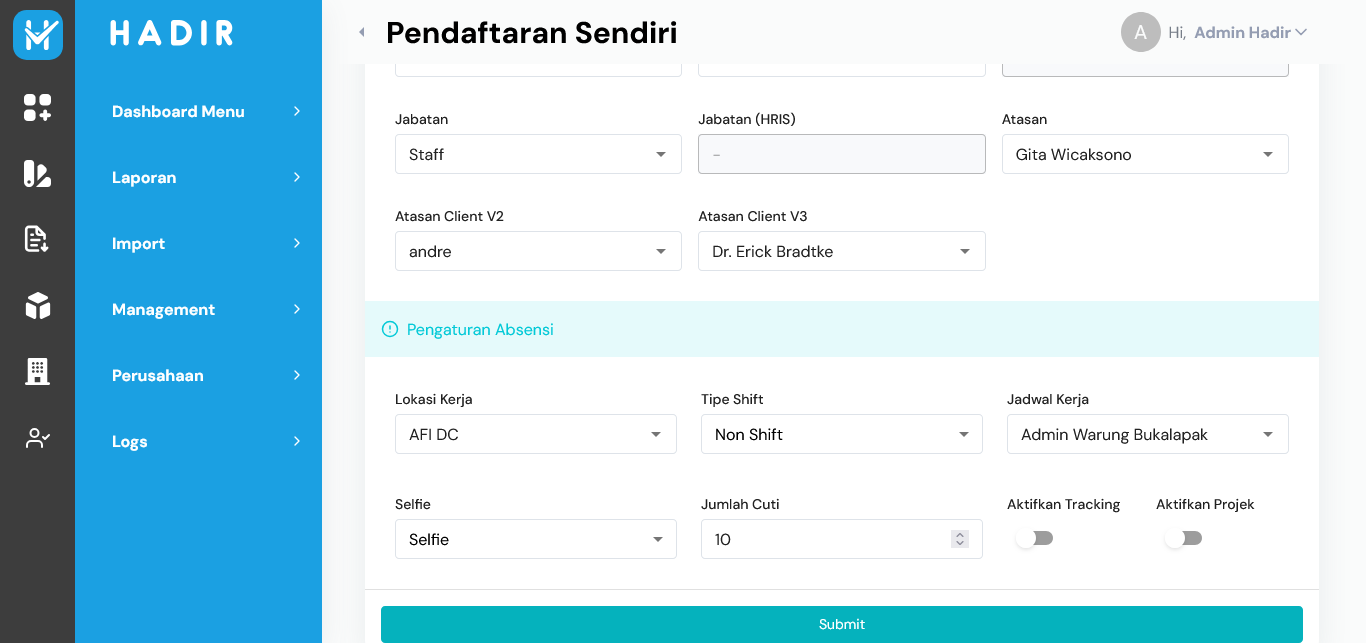 HADIR
Pendaftaran Sendiri
A
Hi, Admin Hadir
Dashboard Menu
Laporan
Import
Management
Perusahaan
Logs
Jabatan
Jabatan (HRIS)
Atasan
Staff
-
Gita Wicaksono
Atasan Client V2
Atasan Client V3
andre
Dr. Erick Bradtke
Pengaturan Absensi
Lokasi Kerja
Tipe Shift
Jadwal Kerja
AFI DC
Non Shift
Admin Warung Bukalapak
Selfie
Jumlah Cuti
Aktifkan Tracking
Aktifkan Projek
Selfie
10
Submit